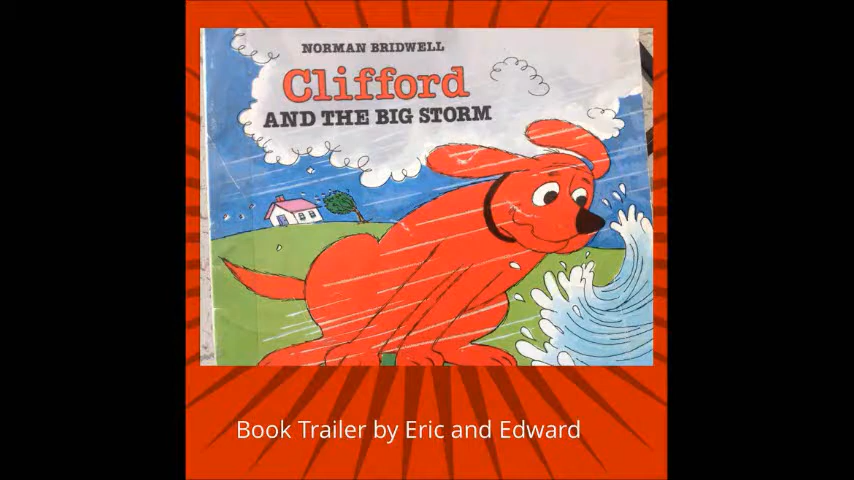 NORMAN BRIDWELL
Clifford
AND THE BIG STORM
Book Trailer by Eric and Edward